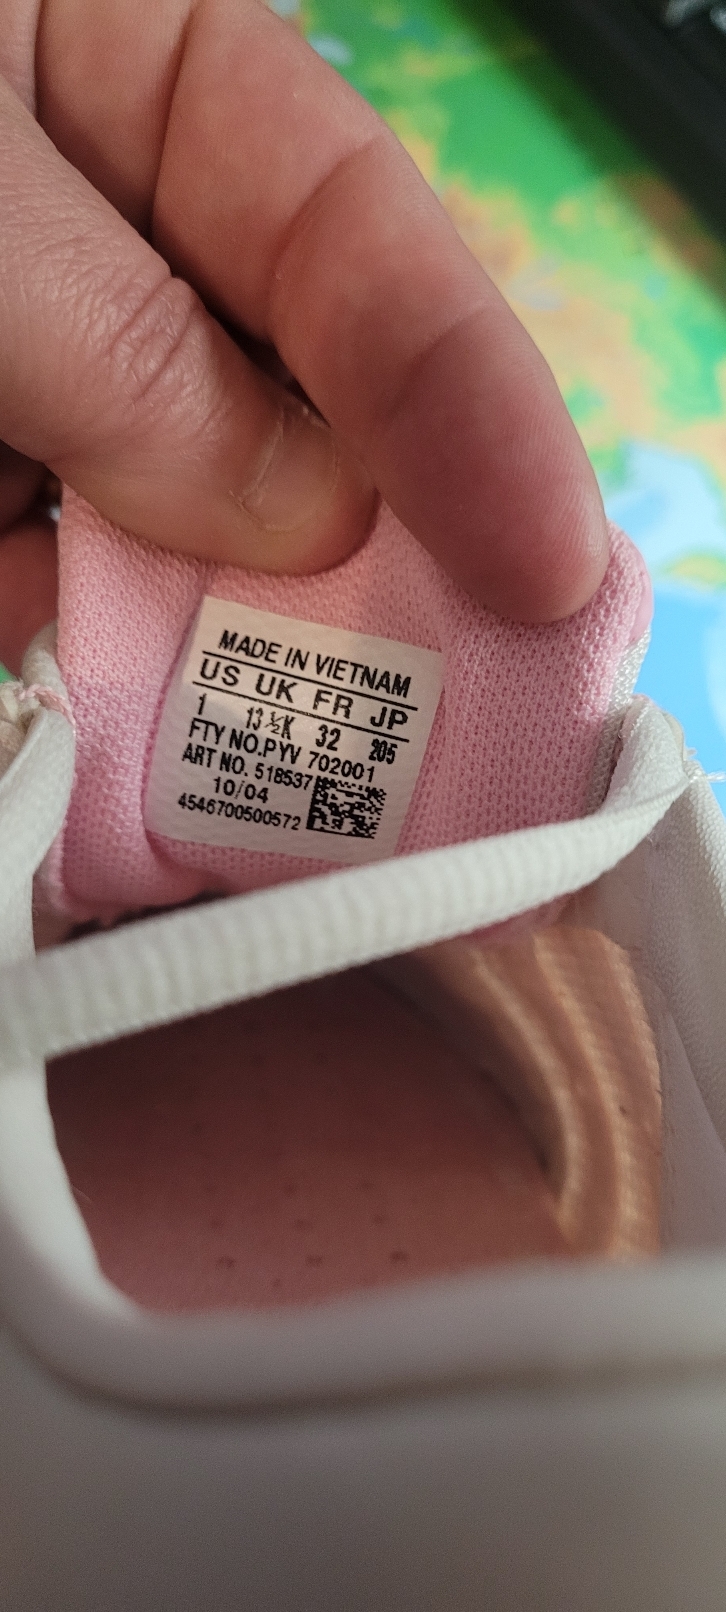 MADE IN VIETNAM
US UK FR JP
1 13 ½K 32 205
FTY NO.PYV 702001
ART NO. 518537
10/04
4546700500572